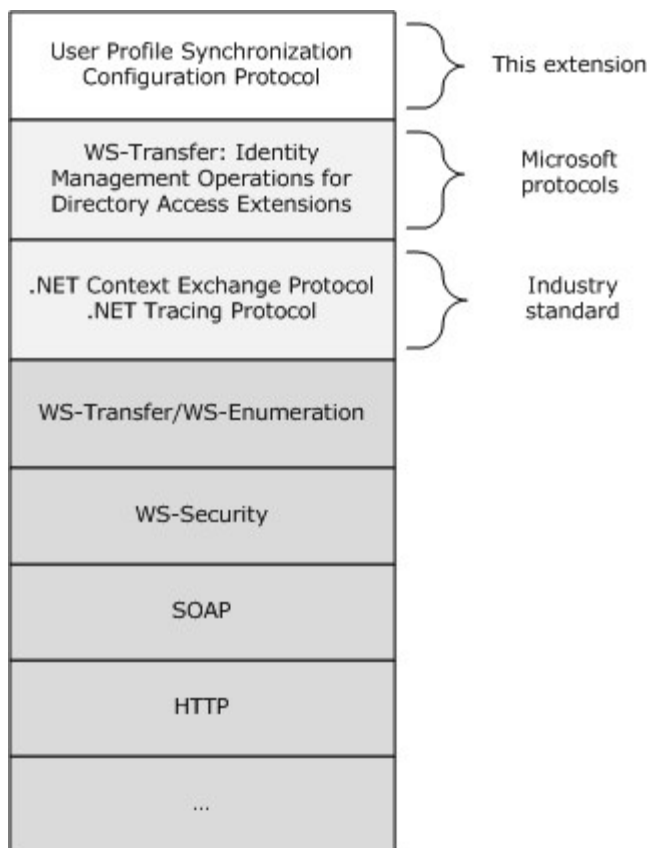 User Profile Synchronization
Configuration Protocol
This extension
WS-Transfer: Identity
Management Operations for
Directory Access Extensions
Microsoft
protocols
.NET Context Exchange Protocol
.NET Tracing Protocol
Industry
standard
WS-Transfer/WS-Enumeration
WS-Security
SOAP
HTTP
...